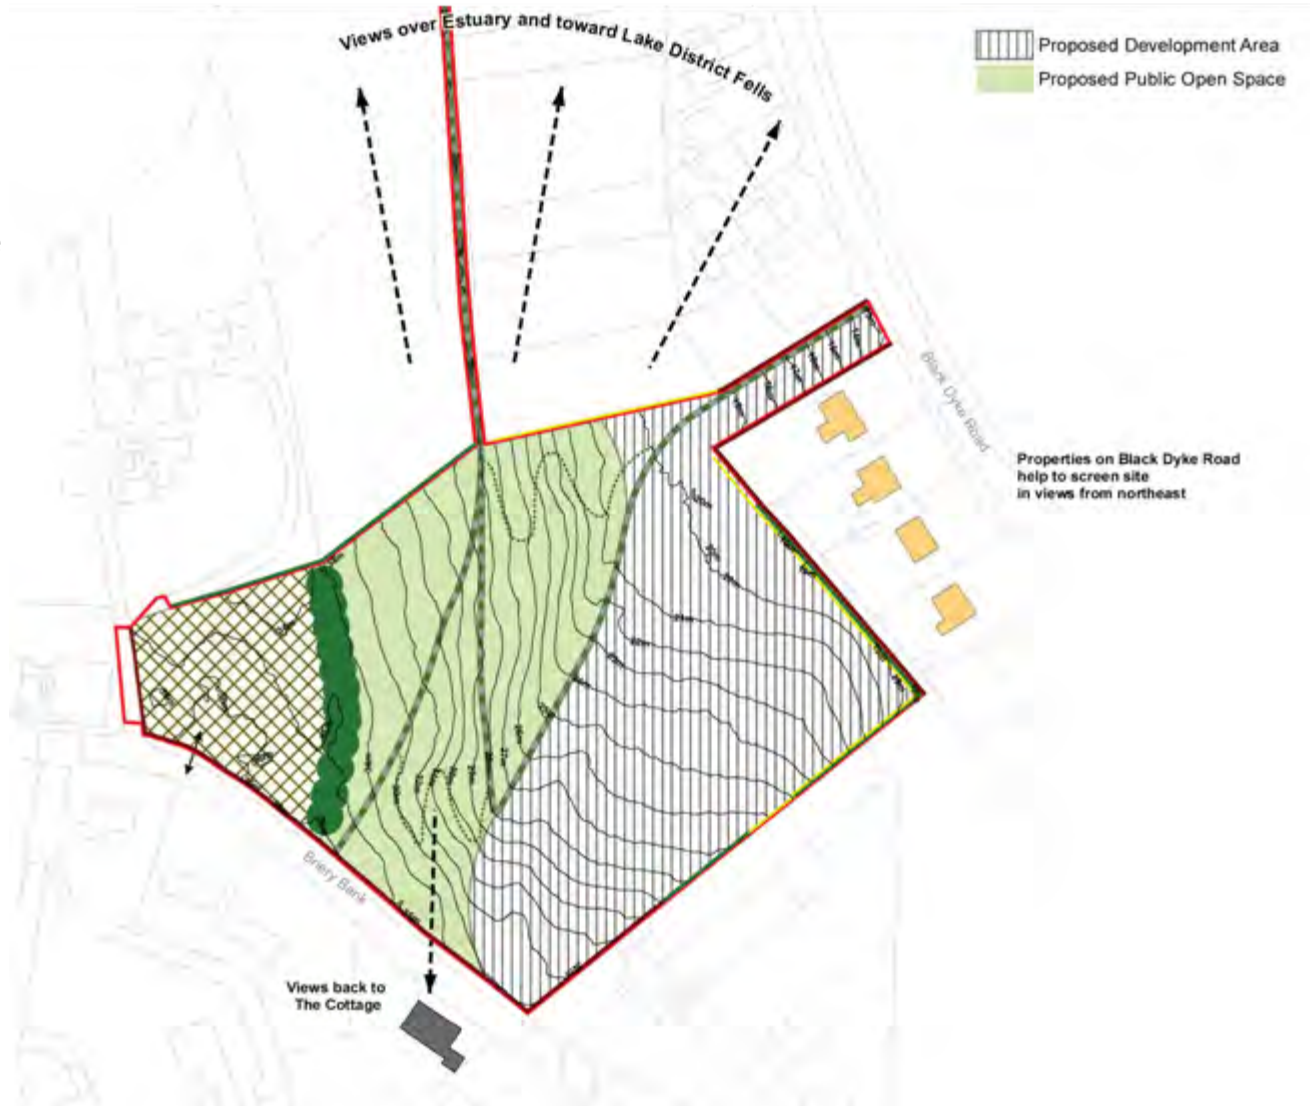 Views over Estuary and toward Lake District Fells
Proposed Development Area
Proposed Public Open Space
Black Dyke Road
Properties on Black Dyke Road
help to screen site
in views from northeast
Briery Bank
Views back to
The Cottage